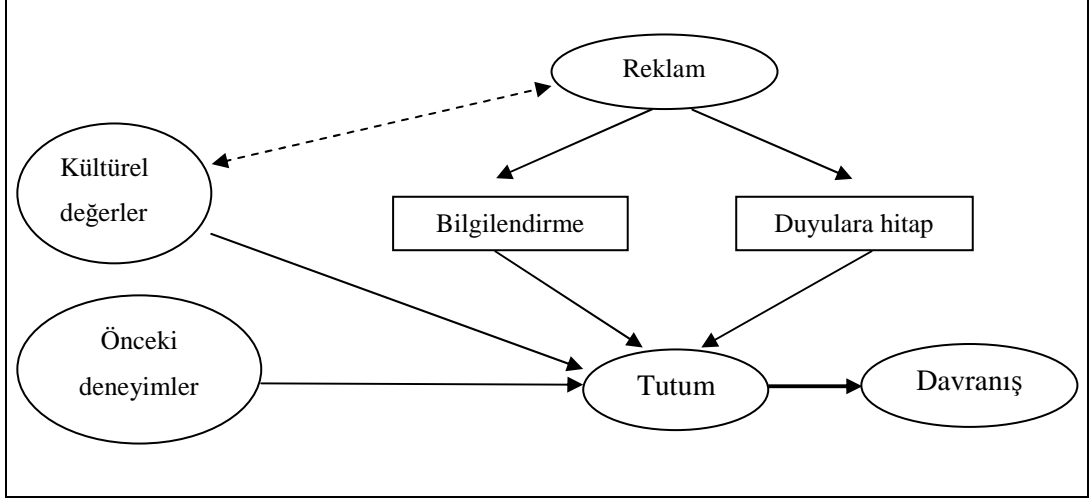 Reklam
Kültürel
değerler
Bilgilendirme
Duyulara hitap
Önceki
deneyimler
Tutum
Davranış